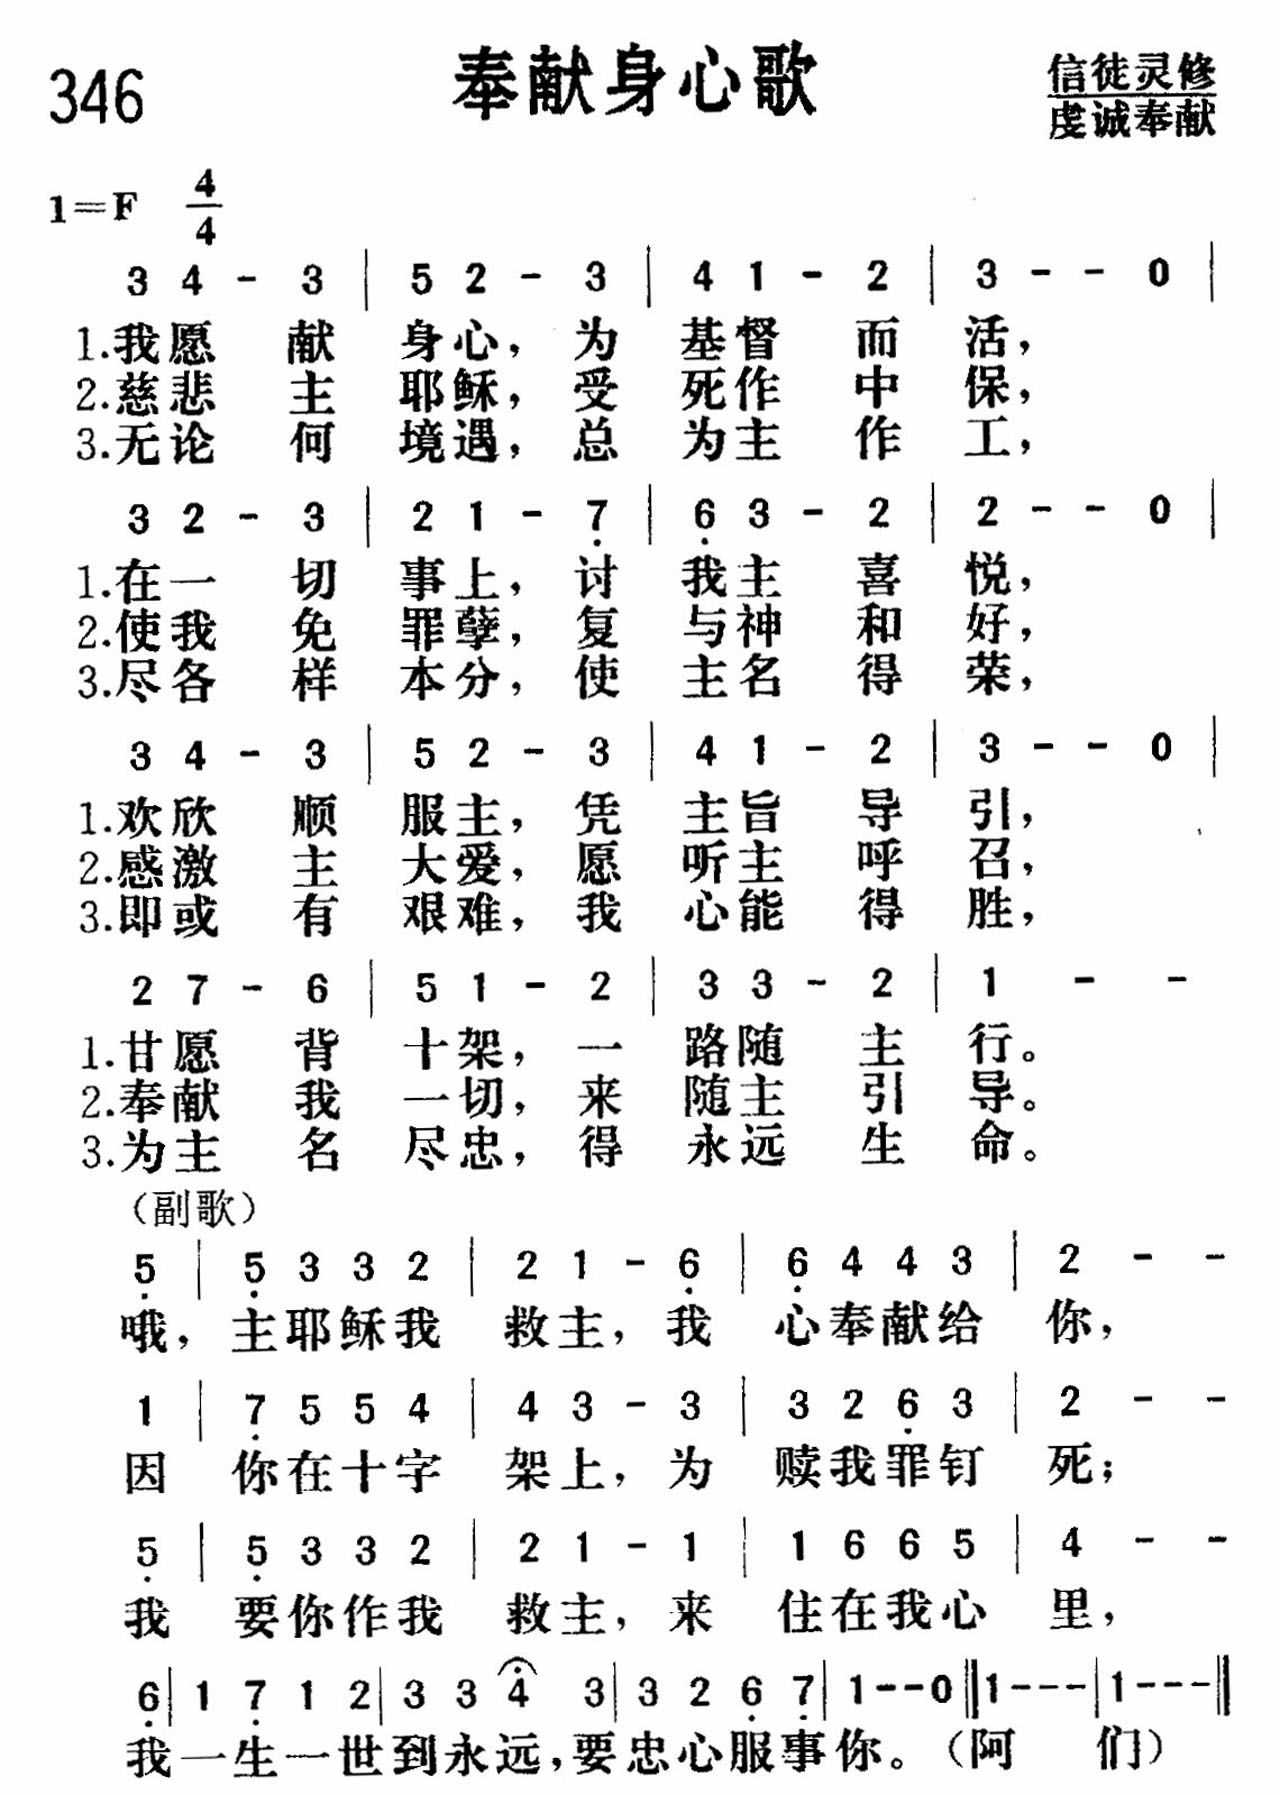 346
奉献身心歌
信徒灵修
虔诚奉献
1=F 4/4
3 4 - 3 | 5 2 - 3 | 4 1 - 2 | 3 - - 0 |
1.我愿 献 身心，为 基督 而 活，
2.慈悲 主 耶稣，受 死作 中 保，
3.无论 何 境遇，总 为主 作 工，
3 2 - 3 | 2 1 - 7̣ | 6̣ 3 - 2 | 2 - - 0 |
1.在一 切 事上，讨 我主 喜 悦，
2.使我 免 罪孽，复 与神 和 好，
3.尽各 样 本分，使 主名 得 荣，
3 4 - 3 | 5 2 - 3 | 4 1 - 2 | 3 - - 0 |
1.欢欣 顺 服主，凭 主旨 导 引，
2.感激 主 大爱，愿 听主 呼 召，
3.即或 有 艰难，我 心能 得 胜，
2 7 - 6 | 5 1 - 2 | 3 3 - 2 | 1 - -
1.甘愿 背 十架，一 路随 主 行。
2.奉献 我 一切，来 随主 引 导。
3.为主 名 尽忠，得 永远 生 命。
（副歌）
5̣ | 5̣ 3 3 2 | 2 1 - 6̣ | 6̣ 4 4 3 | 2 - -
哦，主耶稣我 救主，我 心奉献给 你，
1 | 7̣ 5 5 4 | 4 3 - 3 | 3 2 6̣ 3 | 2 - -
因 你在十字 架上，为 赎我罪钉 死；
5̣ | 5̣ 3 3 2 | 2 1 - 1 | 1 6 6 5 | 4 - -
我 要你作我 救主，来 住在我心 里，
6̣ | 1 7̣ 1 2 | 3 3 4̑ 3 | 3 2 6̣ 7̣ | 1 - - 0 ‖ 1 - - - | 1 - - - ‖
我一生一世到永远，要忠心服事你。（阿 们）